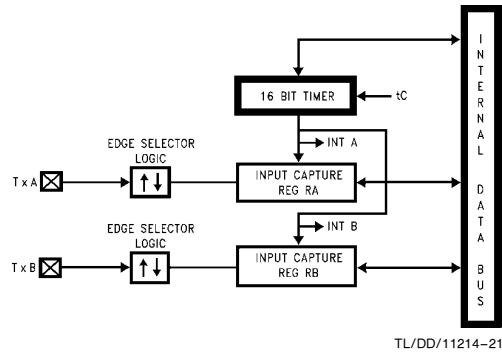 16 BIT TIMER
tC
INT A
EDGE SELECTOR
LOGIC
TxA
INPUT CAPTURE
REG RA
INT B
EDGE SELECTOR
LOGIC
TxB
INPUT CAPTURE
REG RB
INTERNAL DATA BUS
TL/DD/11214–21